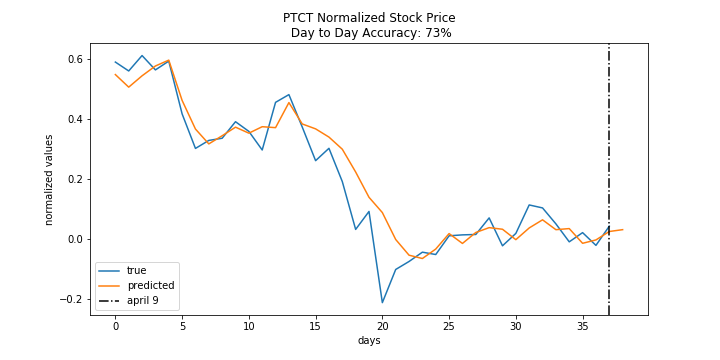 PTCT Normalized Stock Price
Day to Day Accuracy: 73%
normalized values
0.6
0.4
0.2
0.0
−0.2
true
predicted
april 9
0 5 10 15 20 25 30 35
days